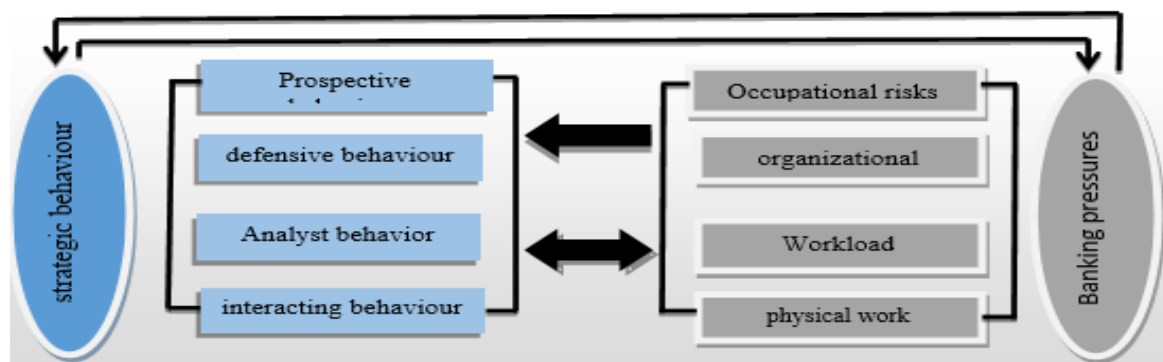 strategic behaviour
Prospective
defensive behaviour
Analyst behavior
interacting behaviour
Occupational risks
organizational
Workload
physical work
Banking pressures